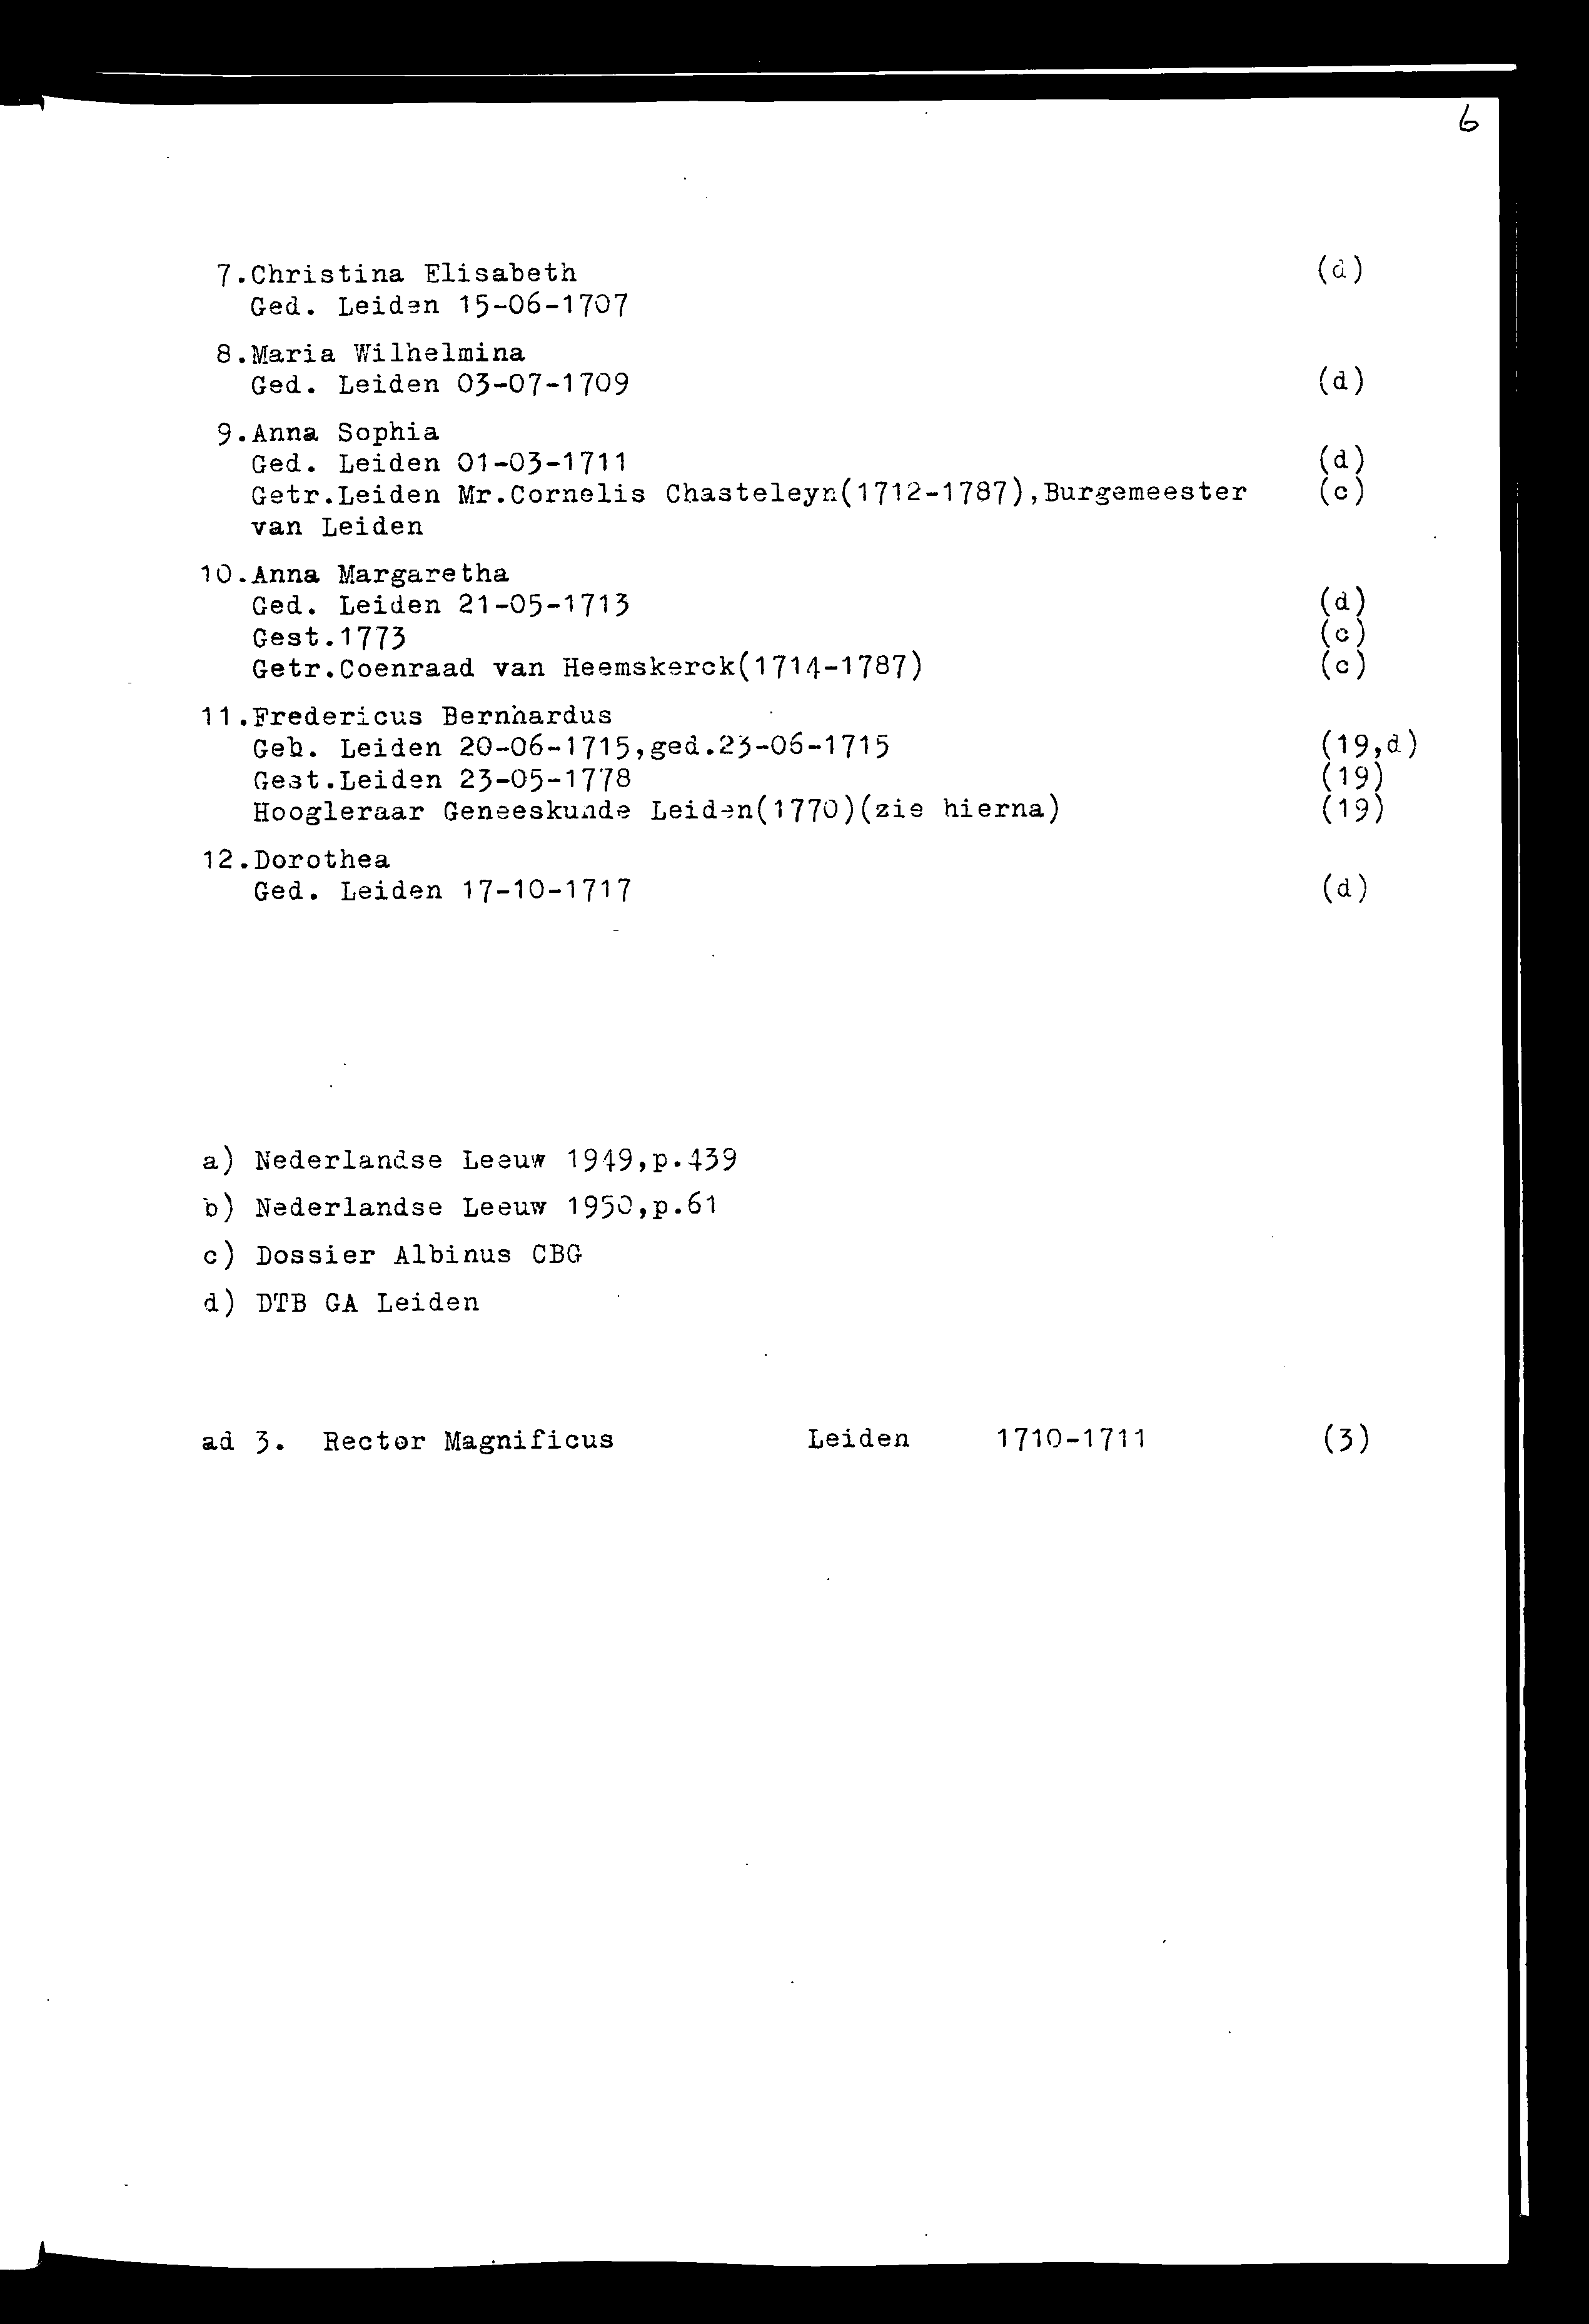 6
7.Christina Elisabeth (d)
Ged. Leiden 15-06-1707
8.Maria Wilhelmina
Ged. Leiden 03-07-1709 (d)
9.Anna Sophia
Ged. Leiden 01-03-1711 (d)
Getr.Leiden Mr.Cornelis Chasteleyn(1712-1787),Burgemeester (c)
van Leiden
10.Anna Margaretha
Ged. Leiden 21-05-1713 (d)
Gest.1773 (c)
Getr.Coenraad van Heemskerck(1714-1787) (c)
11.Fredericus Bernhardus
Geb. Leiden 20-06-1715,ged.23-06-1715 (19,d)
Gest.Leiden 23-05-1778 (19)
Hoogleraar Geneeskunde Leiden(1770)(zie hierna) (19)
12.Dorothea
Ged. Leiden 17-10-1717 (d)
a) Nederlandse Leeuw 1949,p.439
b) Nederlandse Leeuw 1950,p.61
c) Dossier Albinus CBG
d) DTB GA Leiden
ad 3. Rector Magnificus Leiden 1710-1711 (3)